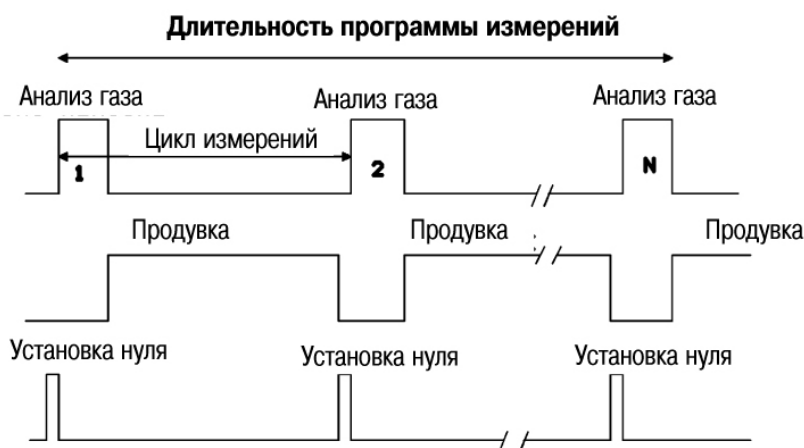 Длительность программы измерений
Анализ газа
Анализ газа
Анализ газа
Цикл измерений
1
2
N
Продувка
Продувка
Продувка
Установка нуля
Установка нуля
Установка нуля